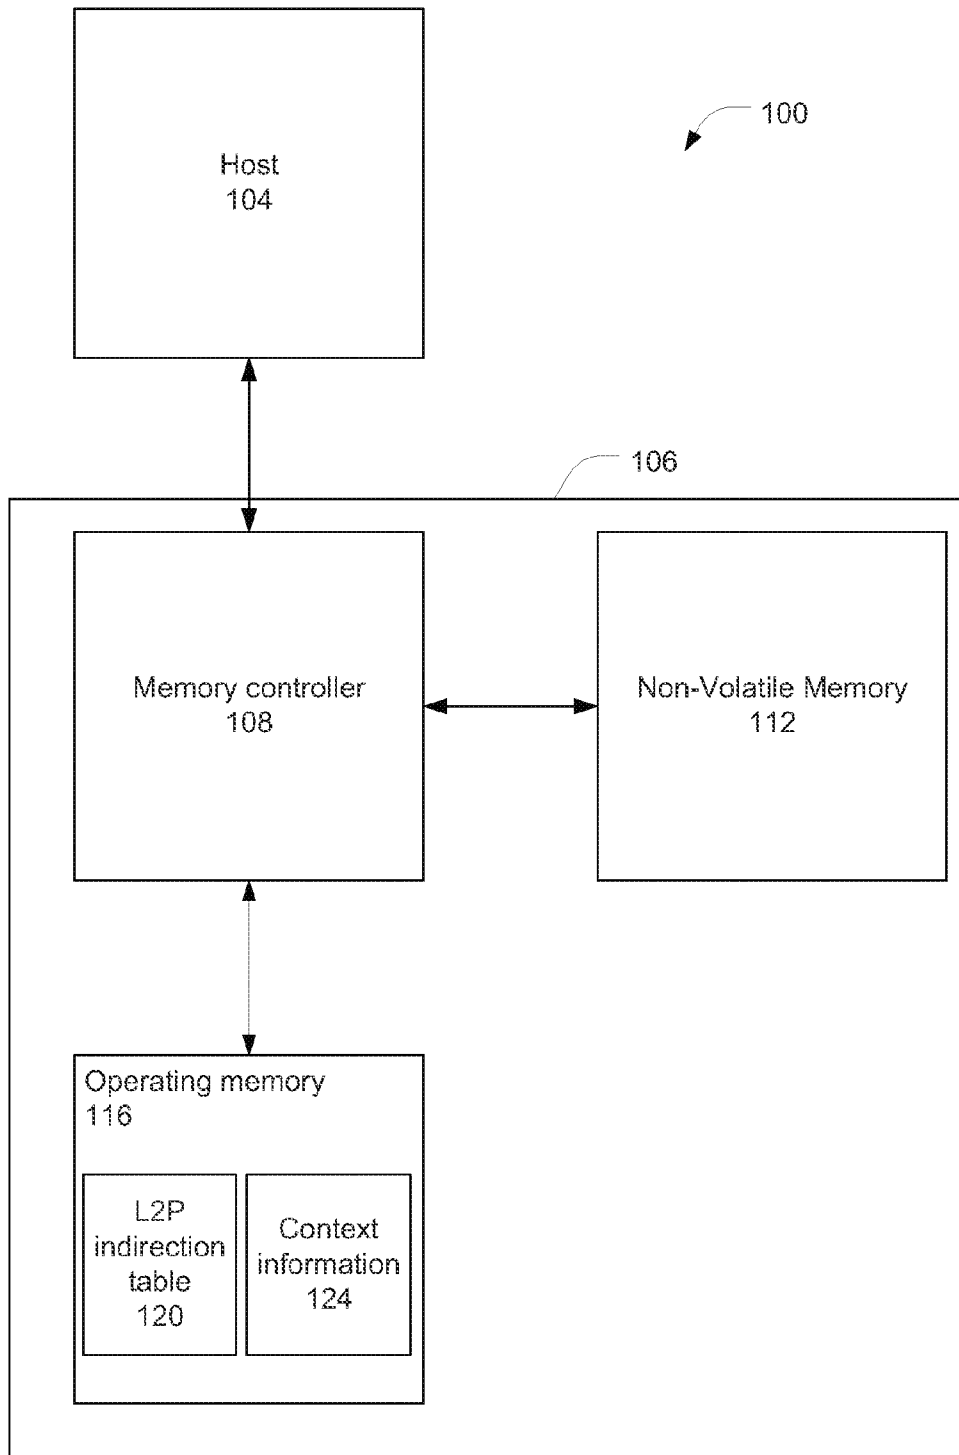 Host
104
100
106
Memory controller
108
Non-Volatile Memory
112
Operating memory
116
L2P
indirection
table
120
Context
information
124